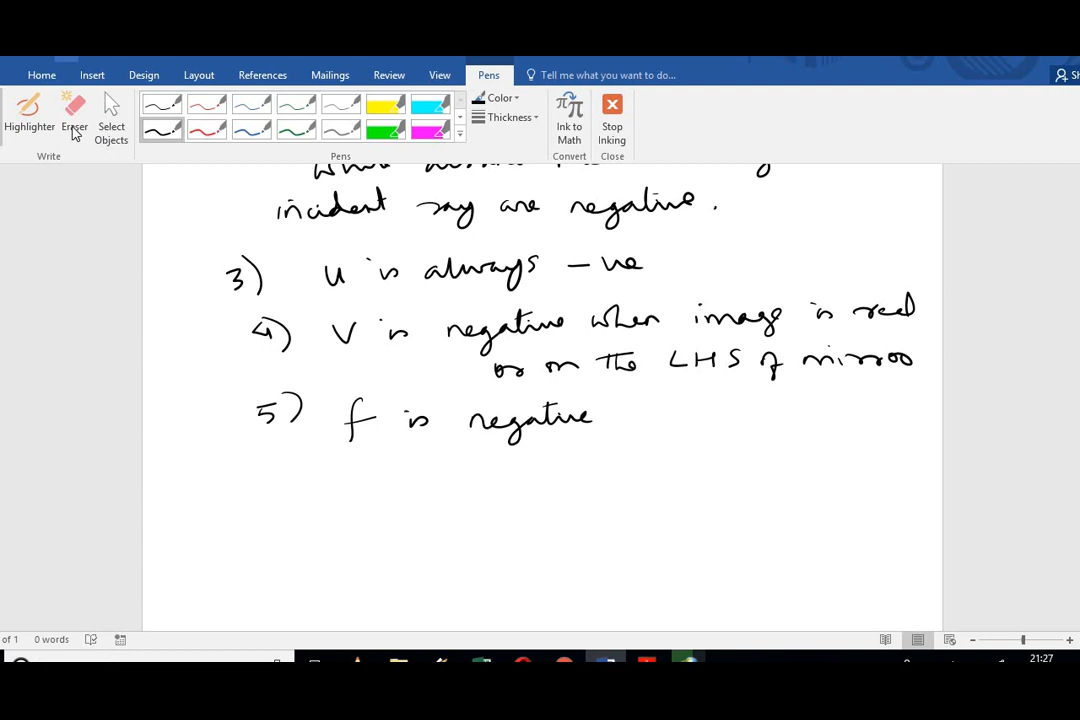 Home Insert Design Layout References Mailings Review View Pens Tell me what you want to do...
Highlighter Eraser Select Objects
Color
Thickness
Ink to Math
Stop Inking
Write Pens Convert Close
incident ray are negative.
3) u is always -ve
4) V is negative when image is real
or on the LHS of mirror
5) f is negative
of 1 0 words
21:27